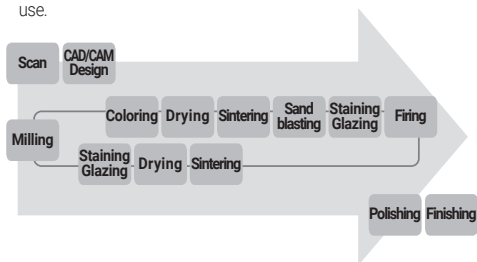 use.
Scan
CAD/CAM
Design
Milling
Coloring
Drying
Sintering
Sand
blasting
Staining
Glazing
Firing
Staining
Glazing
Drying
Sintering
Polishing
Finishing